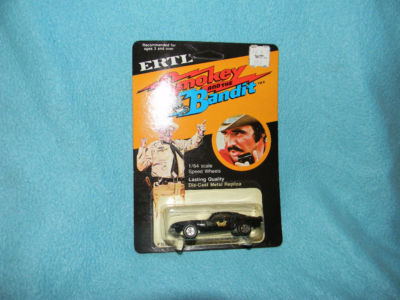 Recommended for
ages 3 and over
ERTL
Smokey
AND THE
Bandit
1/64 scale
Speed Wheels
Lasting Quality
Die-Cast Metal Replica